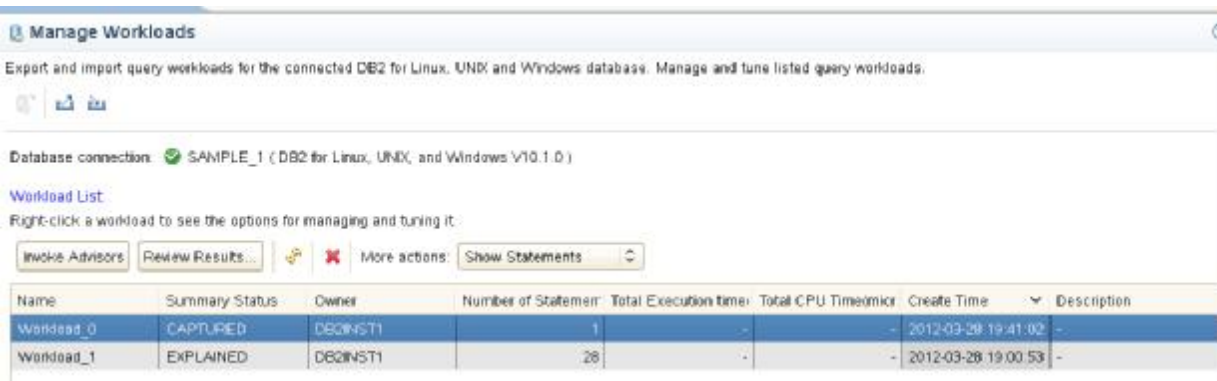 Manage Workloads
Export and import query workloads for the connected DB2 for Linux, UNIX and Windows database. Manage and tune listed query workloads.
Database connection: SAMPLE_1 ( DB2 for Linux, UNIX, and Windows V10.1.0 )
Workload List
Right-click a workload to see the options for managing and tuning it
Invoke Advisors Review Results... More actions: Show Statements
Name Summary Status Owner Number of Statemen Total Execution time( Total CPU Time(micr Create Time Description
Workload_0 CAPTURED DB2INST1 1 - - 2012-03-28 19:41:02 -
Workload_1 EXPLAINED DB2INST1 28 - - 2012-03-28 19:00:53 -